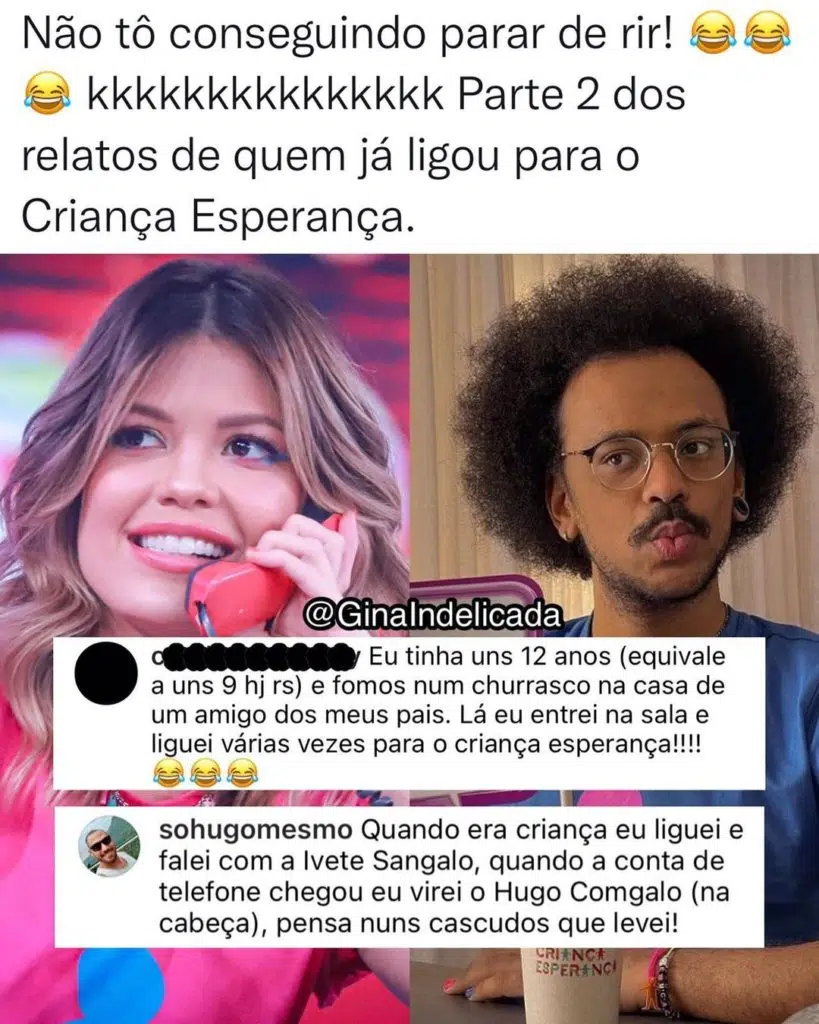 Não tô conseguindo parar de rir! 😂😂
😂 kkkkkkkkkkkkkkk Parte 2 dos
relatos de quem já ligou para o
Criança Esperança.
@GinaIndelicada
Eu tinha uns 12 anos (equivale
a uns 9 hj rs) e fomos num churrasco na casa de
um amigo dos meus pais. Lá eu entrei na sala e
liguei várias vezes para o criança esperança!!!!
😂😂😂
sohugomesmo Quando era criança eu liguei e
falei com a Ivete Sangalo, quando a conta de
telefone chegou eu virei o Hugo Comgalo (na
cabeça), pensa nuns cascudos que levei!
CRIANÇA
ESPERANÇ